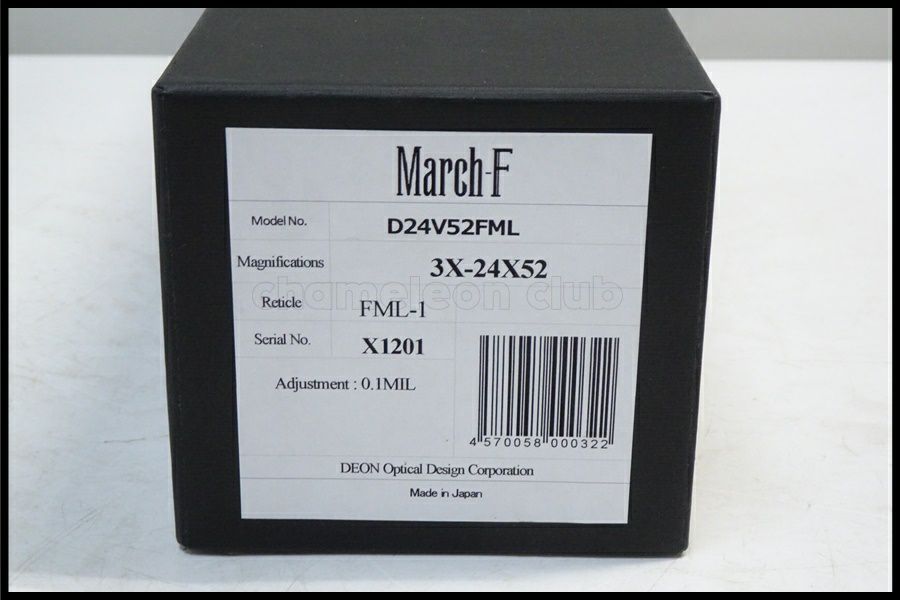 March-F
Model No. D24V52FML
Magnifications 3X-24X52
chameleon club
Reticle FML-1
Serial No. X1201
Adjustment : 0.1MIL
4 570058 000322
DEON Optical Design Corporation
Made in Japan